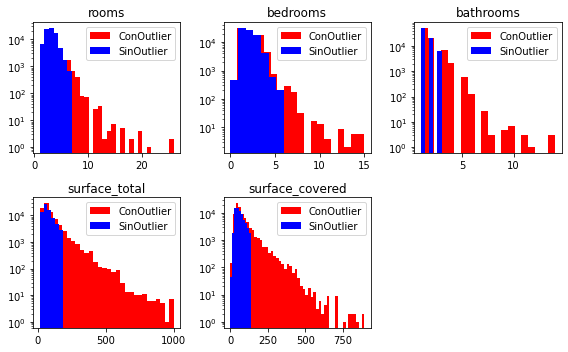 rooms
ConOutlier
SinOutlier
10⁴
10³
10²
10¹
10⁰
0
10
20
bedrooms
ConOutlier
SinOutlier
10⁴
10³
10²
10¹
0
5
10
15
bathrooms
ConOutlier
SinOutlier
10⁴
10³
10²
10¹
10⁰
5
10
surface_total
ConOutlier
SinOutlier
10⁴
10³
10²
10¹
10⁰
0
500
1000
surface_covered
ConOutlier
SinOutlier
10⁴
10³
10²
10¹
10⁰
0
250
500
750